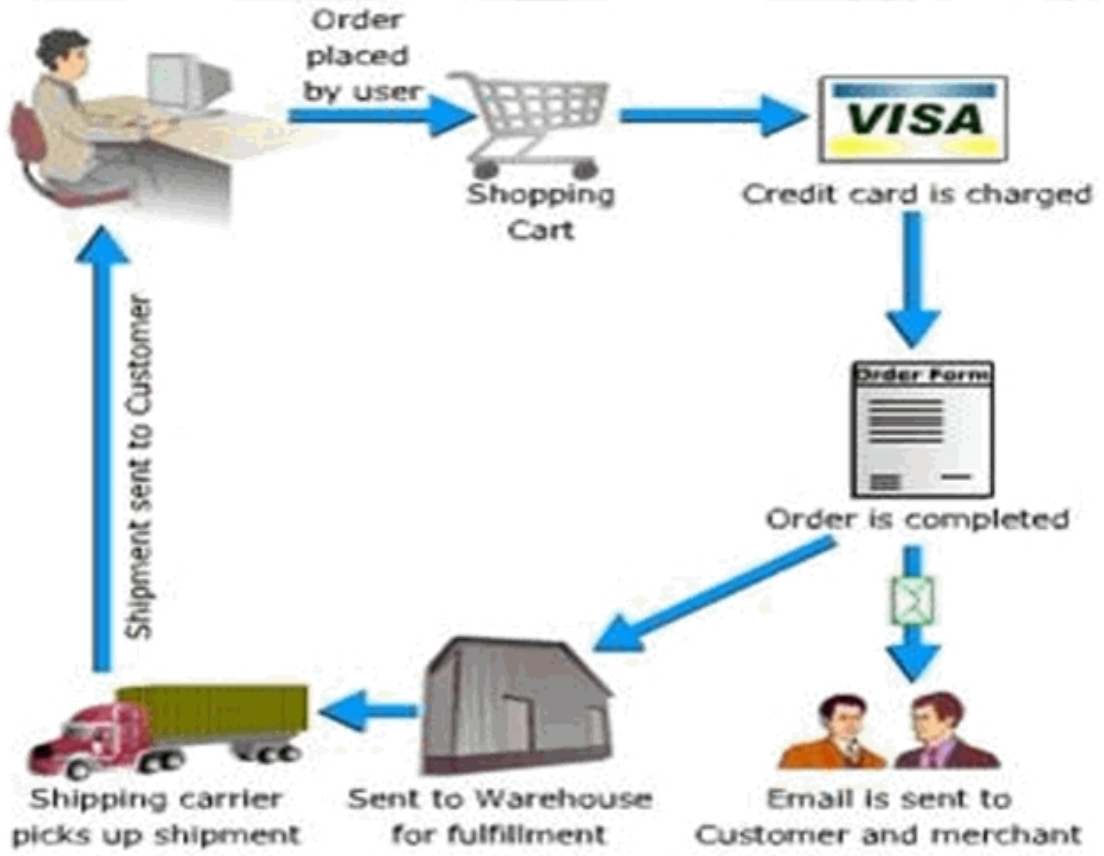 Order
placed
by user
Shopping
Cart
VISA
Credit card is charged
Order Form
Order is completed
Shipment sent to Customer
Shipping carrier
picks up shipment
Sent to Warehouse
for fulfillment
Email is sent to
Customer and merchant